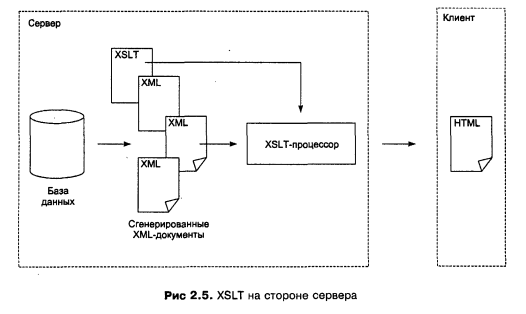 Сервер
Клиент
XSLT
XML
XML
HTML
XSLT-процессор
XML
База
данных
Сгенерированные
XML-документы
Рис 2.5. XSLT на стороне сервера